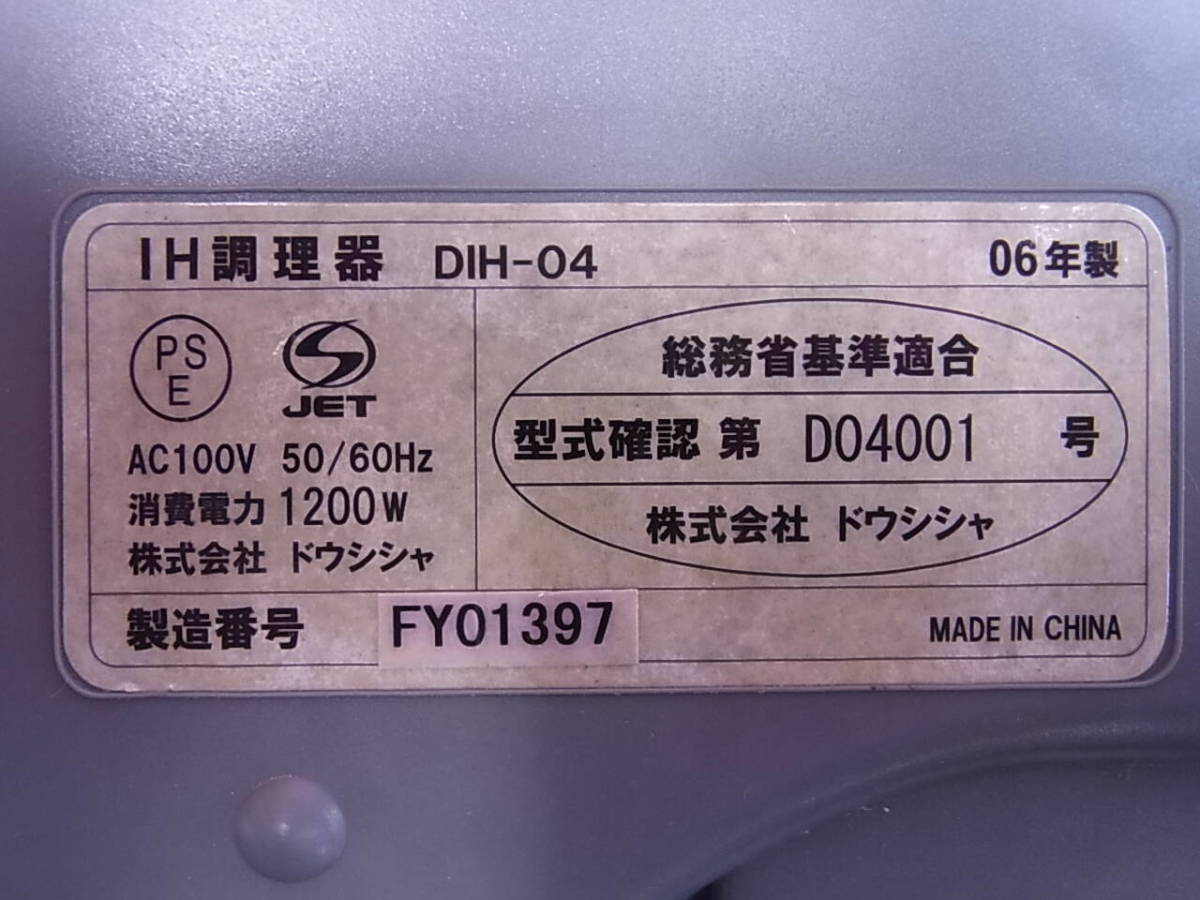 IH調理器 DIH-04 06年製
PS
E
JET
AC100V 50/60Hz
消費電力 1200W
株式会社 ドウシシャ
総務省基準適合
型式確認 第 D04001 号
株式会社 ドウシシャ
製造番号 FY01397 MADE IN CHINA